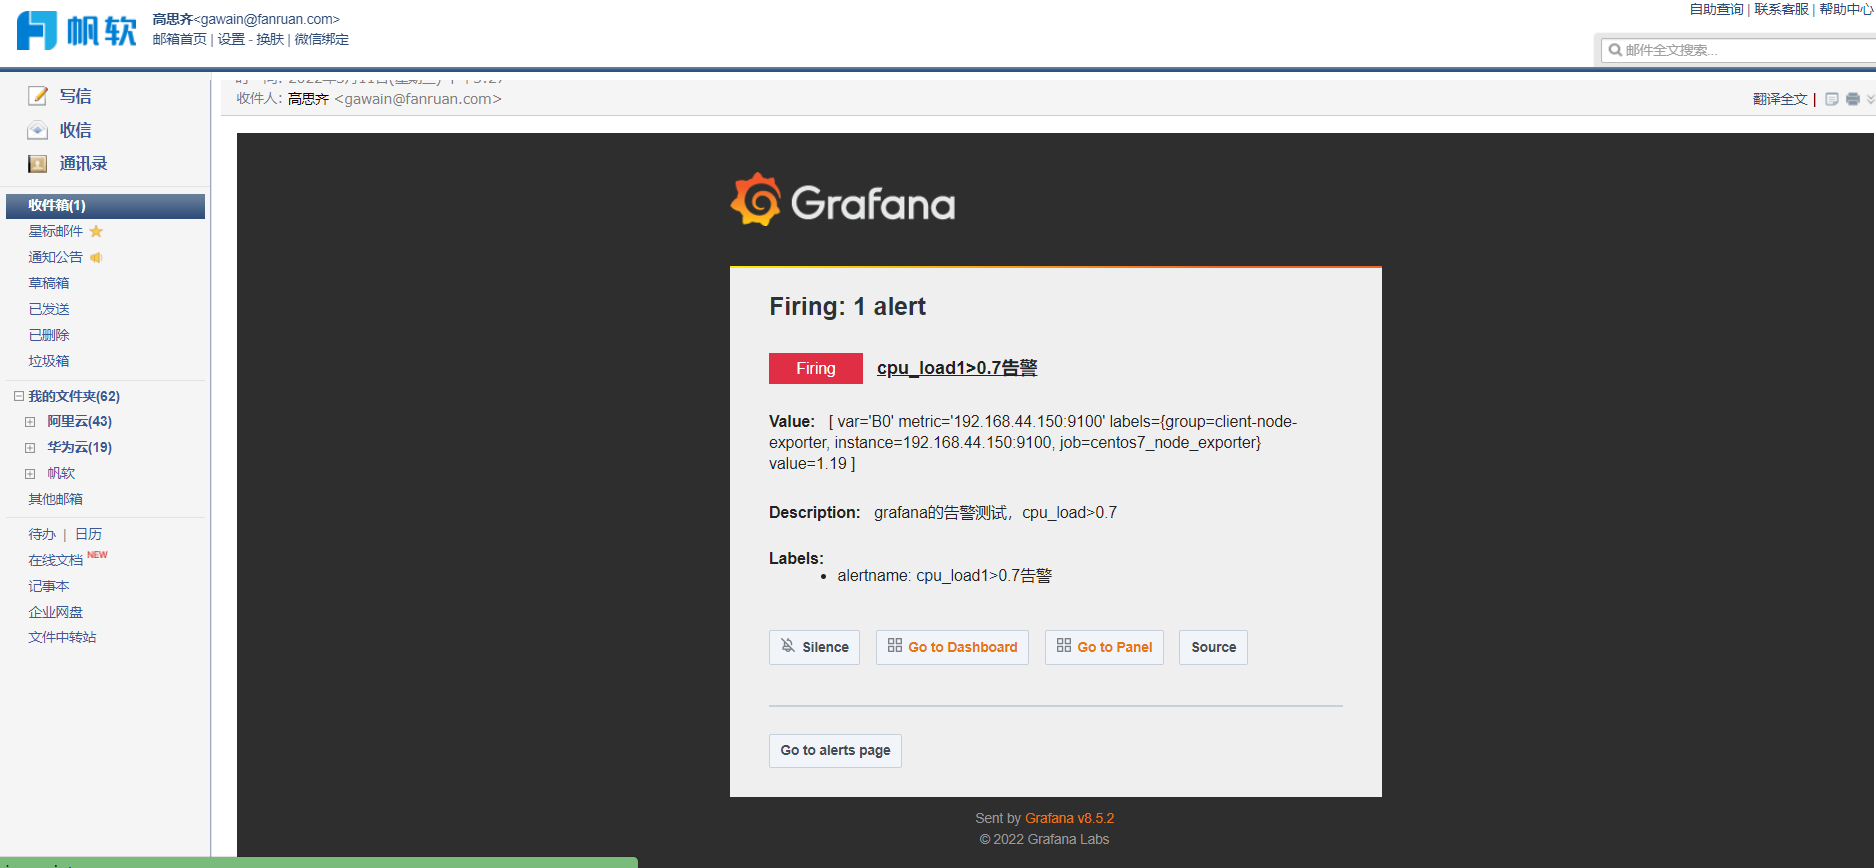 帆软
高思齐<gawain@fanruan.com>
邮箱首页 | 设置 - 换肤 | 微信绑定
自助查询 | 联系客服 | 帮助中心
邮件全文搜索...
写信
收信
通讯录
收件箱(1)
星标邮件
通知公告
草稿箱
已发送
已删除
垃圾箱
我的文件夹(62)
阿里云(43)
华为云(19)
帆软
其他邮箱
待办 | 日历
在线文档 NEW
记事本
企业网盘
文件中转站
收件人：高思齐 <gawain@fanruan.com>
翻译全文 |
Grafana
Firing: 1 alert
Firing cpu_load1>0.7告警
Value: [ var='B0' metric='192.168.44.150:9100' labels={group=client-node-
exporter, instance=192.168.44.150:9100, job=centos7_node_exporter}
value=1.19 ]
Description: grafana的告警测试，cpu_load>0.7
Labels:
• alertname: cpu_load1>0.7告警
Silence Go to Dashboard Go to Panel Source
Go to alerts page
Sent by Grafana v8.5.2
© 2022 Grafana Labs